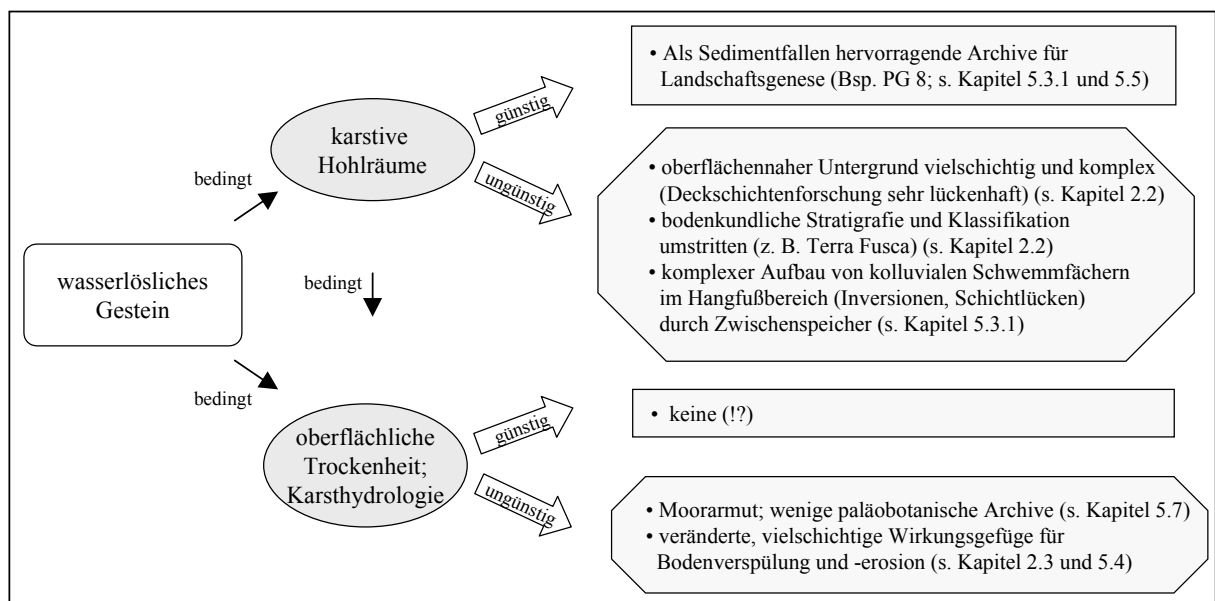 wasserlösliches
Gestein
bedingt
bedingt
bedingt
karstive
Hohlräume
günstig
• Als Sedimentfallen hervorragende Archive für
Landschaftsgenese (Bsp. PG 8; s. Kapitel 5.3.1 und 5.5)
ungünstig
• oberflächennaher Untergrund vielschichtig und komplex
(Deckschichtenforschung sehr lückenhaft) (s. Kapitel 2.2)
• bodenkundliche Stratigrafie und Klassifikation
umstritten (z. B. Terra Fusca) (s. Kapitel 2.2)
• komplexer Aufbau von kolluvialen Schwemmfächern
im Hangfußbereich (Inversionen, Schichtlücken)
durch Zwischenspeicher (s. Kapitel 5.3.1)
oberflächliche
Trockenheit;
Karsthydrologie
günstig
• keine (!?)
ungünstig
• Moorarmut; wenige paläobotanische Archive (s. Kapitel 5.7)
• veränderte, vielschichtige Wirkungsgefüge für
Bodenverspülung und -erosion (s. Kapitel 2.3 und 5.4)